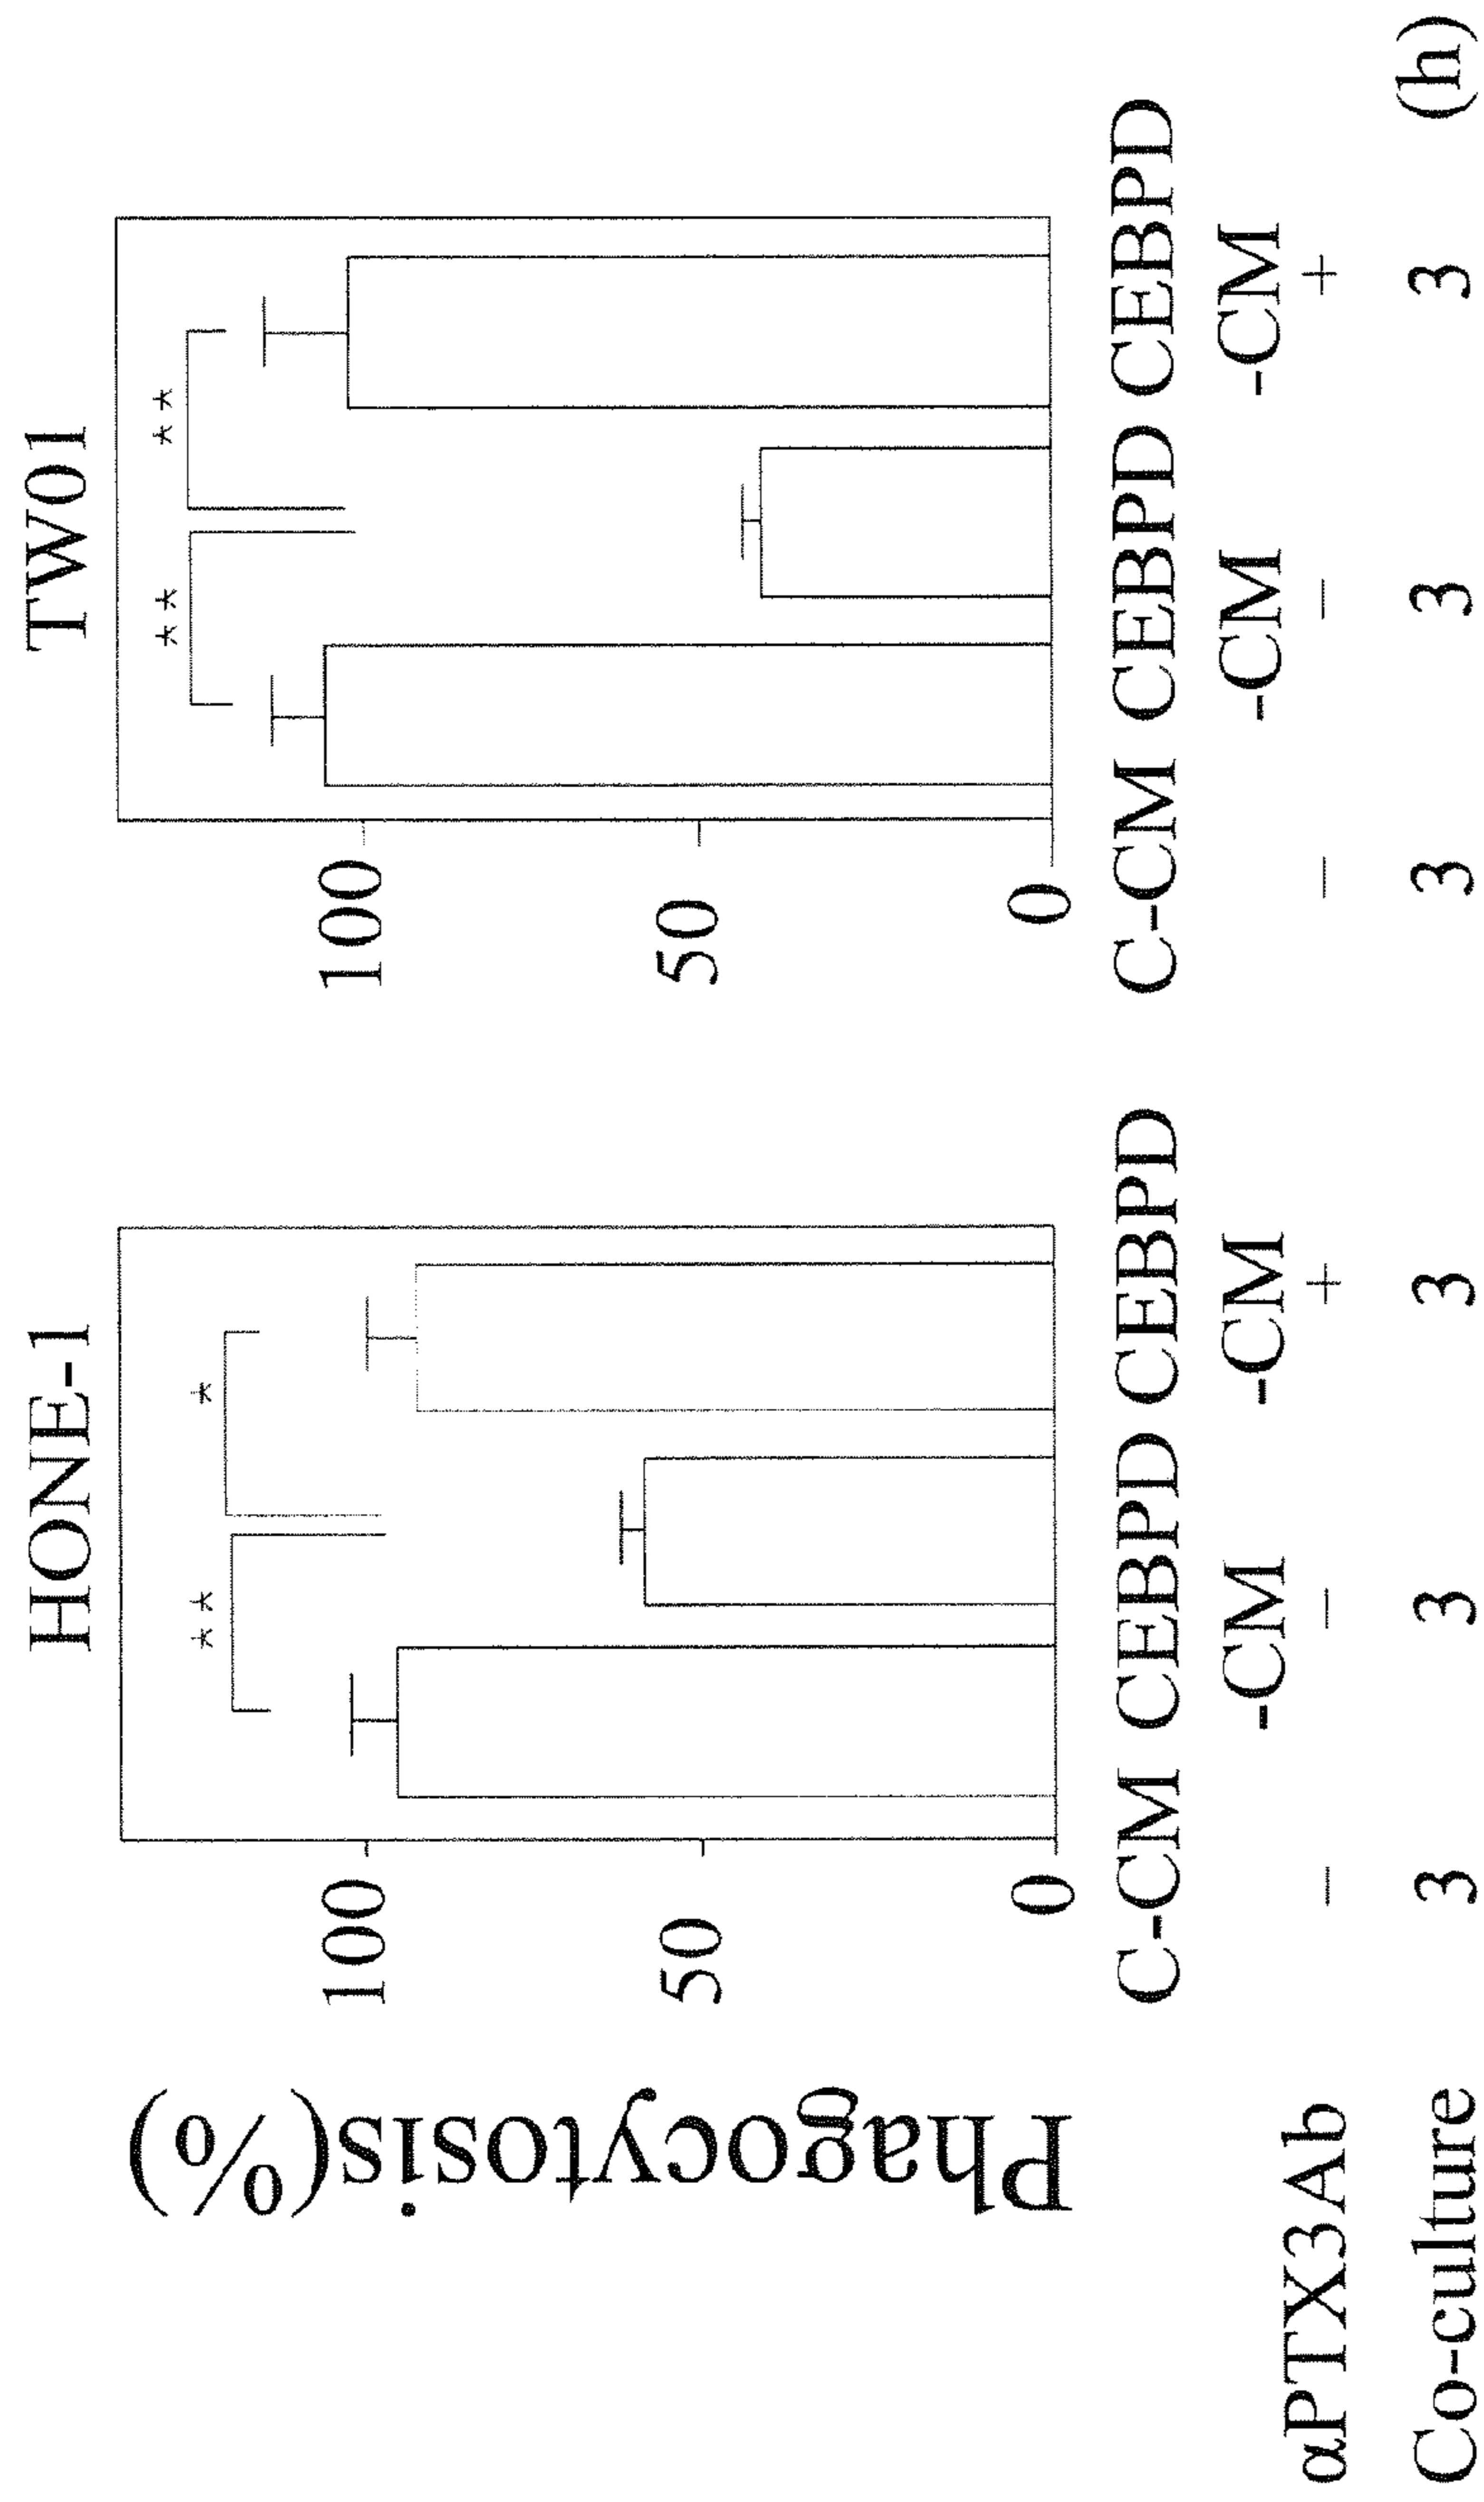 HONE-1 TW01
* * * * * * *
Phagocytosis(%)
100 100
50 50
0 0
C-CM CEBPD CEBPD C-CM CEBPD CEBPD
-CM -CM -CM -CM
αPTX3Ab − − + − − +
Co-culture 3 3 3 3 3 3 (h)